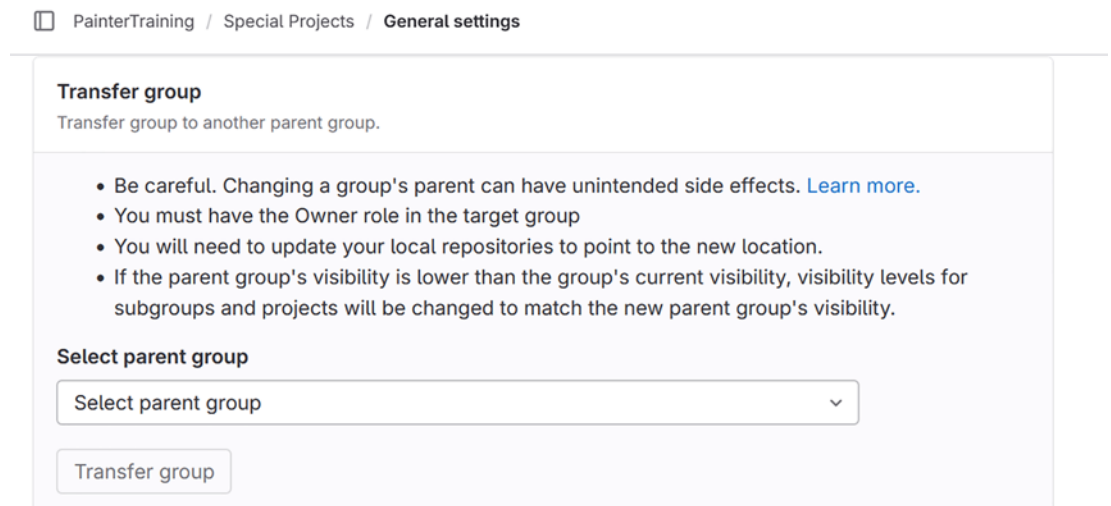 PainterTraining / Special Projects / General settings
Transfer group
Transfer group to another parent group.
• Be careful. Changing a group's parent can have unintended side effects. Learn more.
• You must have the Owner role in the target group
• You will need to update your local repositories to point to the new location.
• If the parent group's visibility is lower than the group's current visibility, visibility levels for
subgroups and projects will be changed to match the new parent group's visibility.
Select parent group
Select parent group
Transfer group